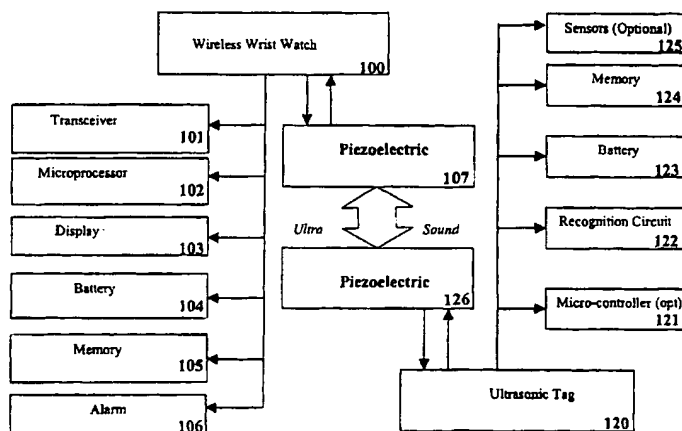 Wireless Wrist Watch
100
Transceiver
101
Microprocessor
102
Display
103
Battery
104
Memory
105
Alarm
106
Piezoelectric
107
Ultra Sound
Piezoelectric
126
Sensors (Optional)
125
Memory
124
Battery
123
Recognition Circuit
122
Micro-controller (opt)
121
Ultrasonic Tag
120